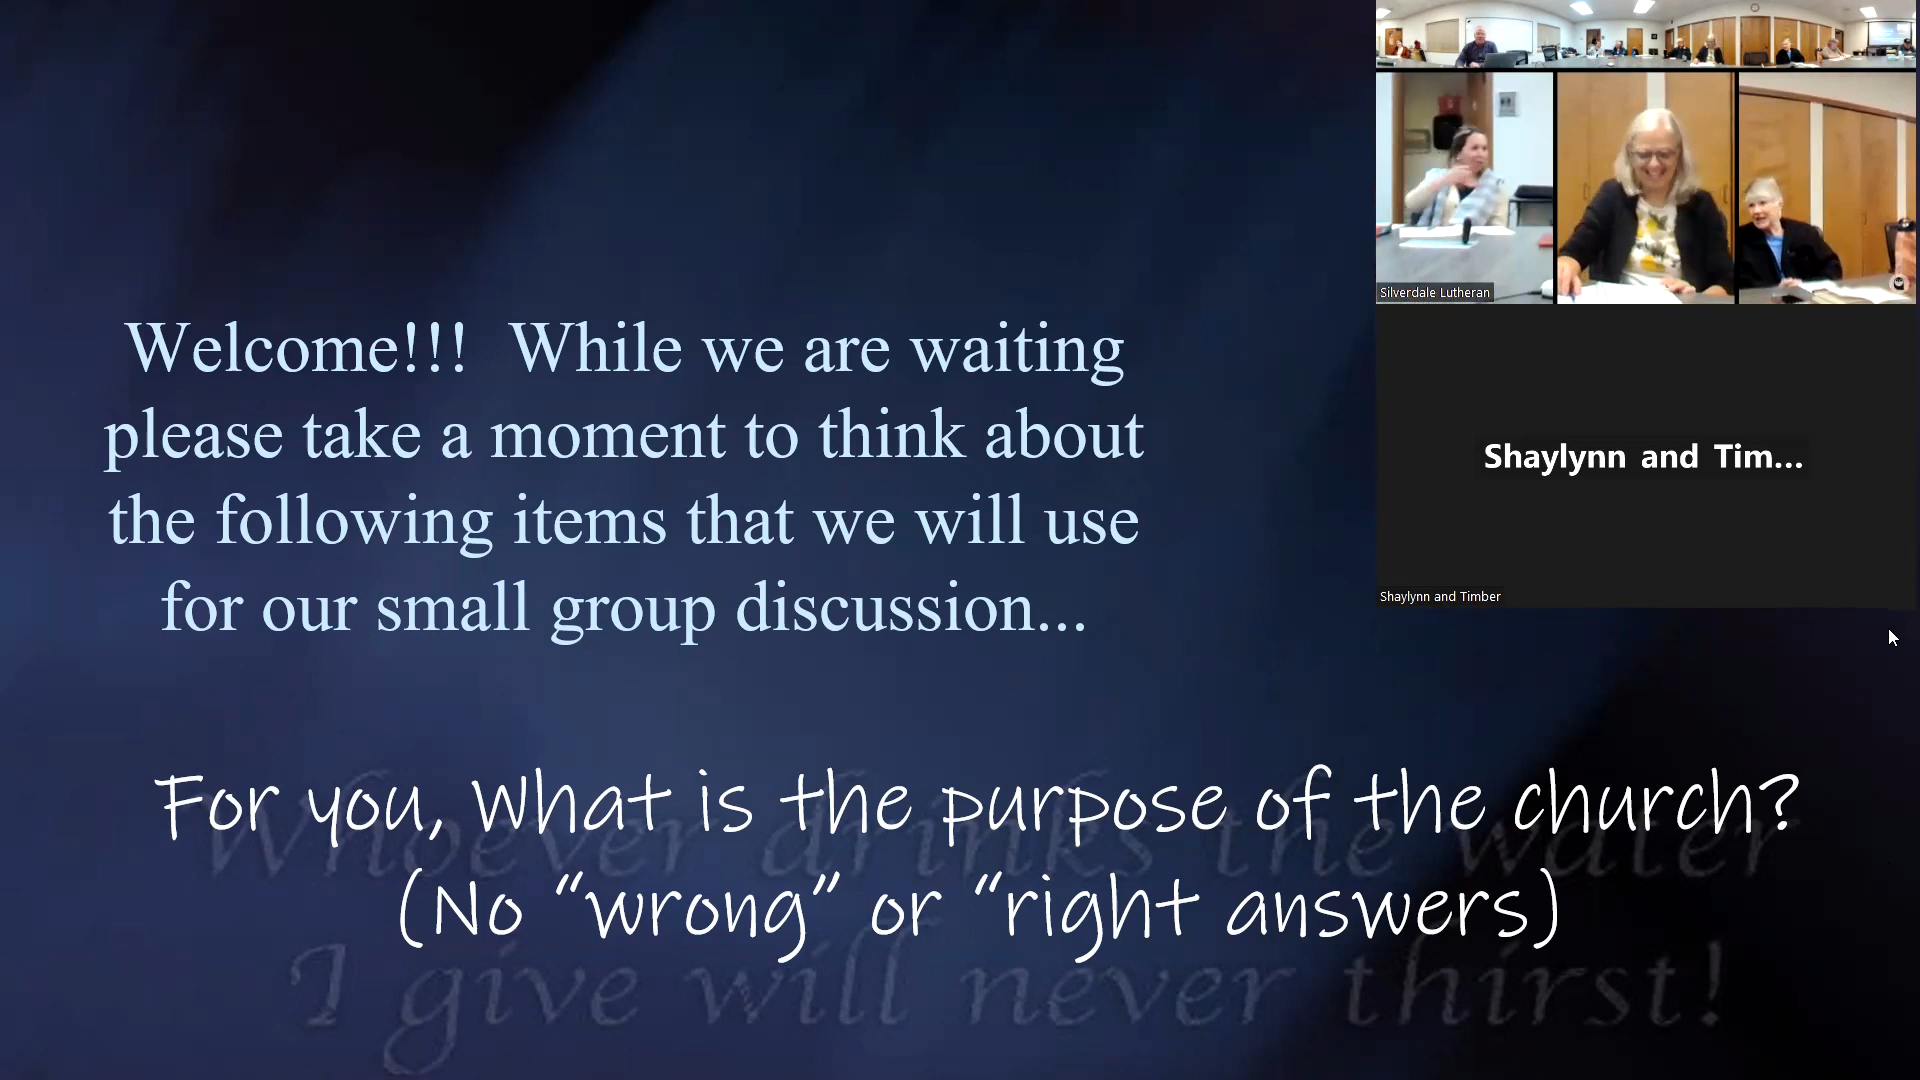 Welcome!!! While we are waiting
please take a moment to think about
the following items that we will use
for our small group discussion...
For you, What is the purpose of the church?
(No “wrong” or “right answers)
Whoever drinks the water
I give will never thirst!
Silverdale Lutheran
Shaylynn and Tim...
Shaylynn and Timber